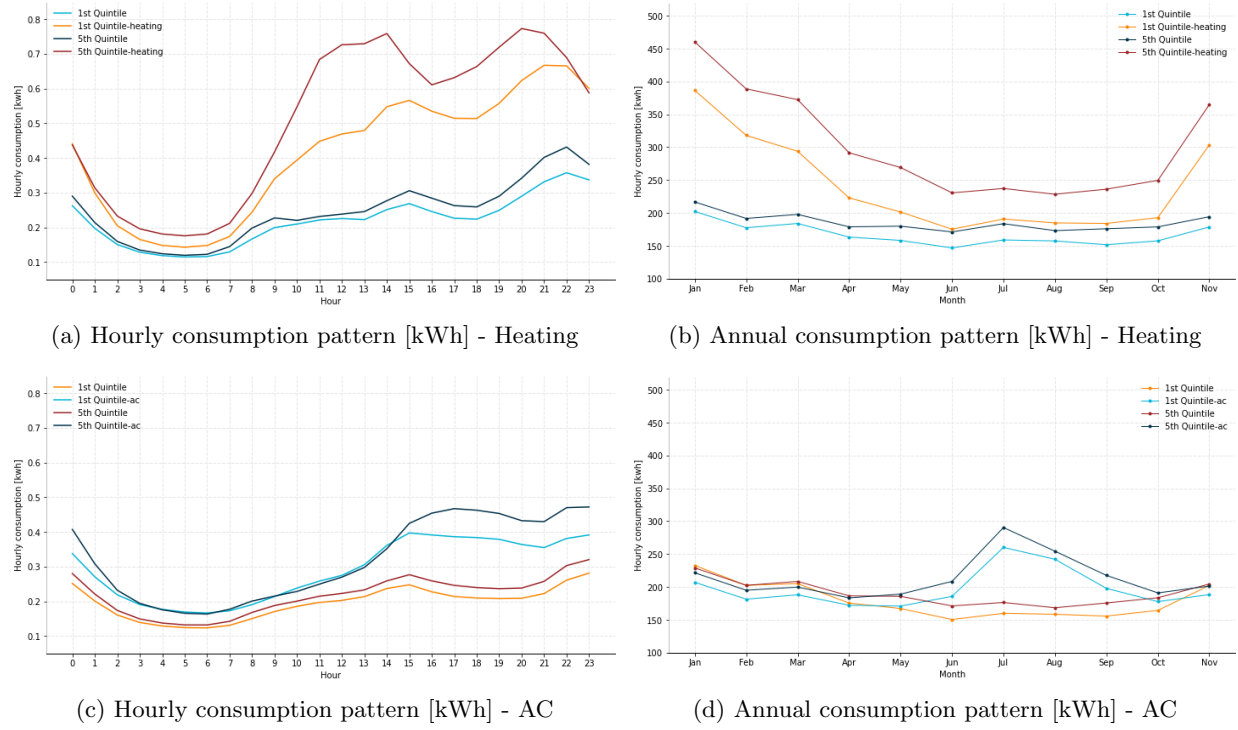 0.8
0.7
0.6
0.5
0.4
0.3
0.2
0.1
Hourly consumption [kwh]
1st Quintile
1st Quintile-heating
5th Quintile
5th Quintile-heating
0 1 2 3 4 5 6 7 8 9 10 11 12 13 14 15 16 17 18 19 20 21 22 23
Hour
(a) Hourly consumption pattern [kWh] - Heating
500
450
400
350
300
250
200
150
100
Hourly consumption [kwh]
1st Quintile
1st Quintile-heating
5th Quintile
5th Quintile-heating
Jan Feb Mar Apr May Jun Jul Aug Sep Oct Nov
Month
(b) Annual consumption pattern [kWh] - Heating
0.8
0.7
0.6
0.5
0.4
0.3
0.2
0.1
Hourly consumption [kwh]
1st Quintile
1st Quintile-ac
5th Quintile
5th Quintile-ac
0 1 2 3 4 5 6 7 8 9 10 11 12 13 14 15 16 17 18 19 20 21 22 23
Hour
(c) Hourly consumption pattern [kWh] - AC
500
450
400
350
300
250
200
150
100
Hourly consumption [kwh]
1st Quintile
1st Quintile-ac
5th Quintile
5th Quintile-ac
Jan Feb Mar Apr May Jun Jul Aug Sep Oct Nov
Month
(d) Annual consumption pattern [kWh] - AC